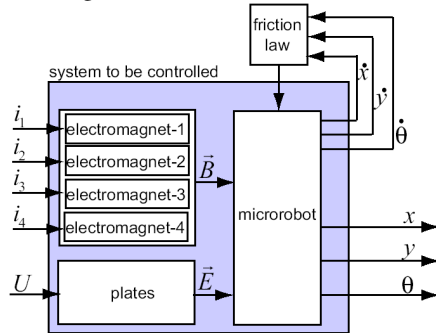 friction
law
system to be controlled
ẋ
ẏ
θ̇
i₁
electromagnet-1
i₂
electromagnet-2
i₃
electromagnet-3
i₄
electromagnet-4
B⃗
microrobot
x
y
θ
U
plates
E⃗